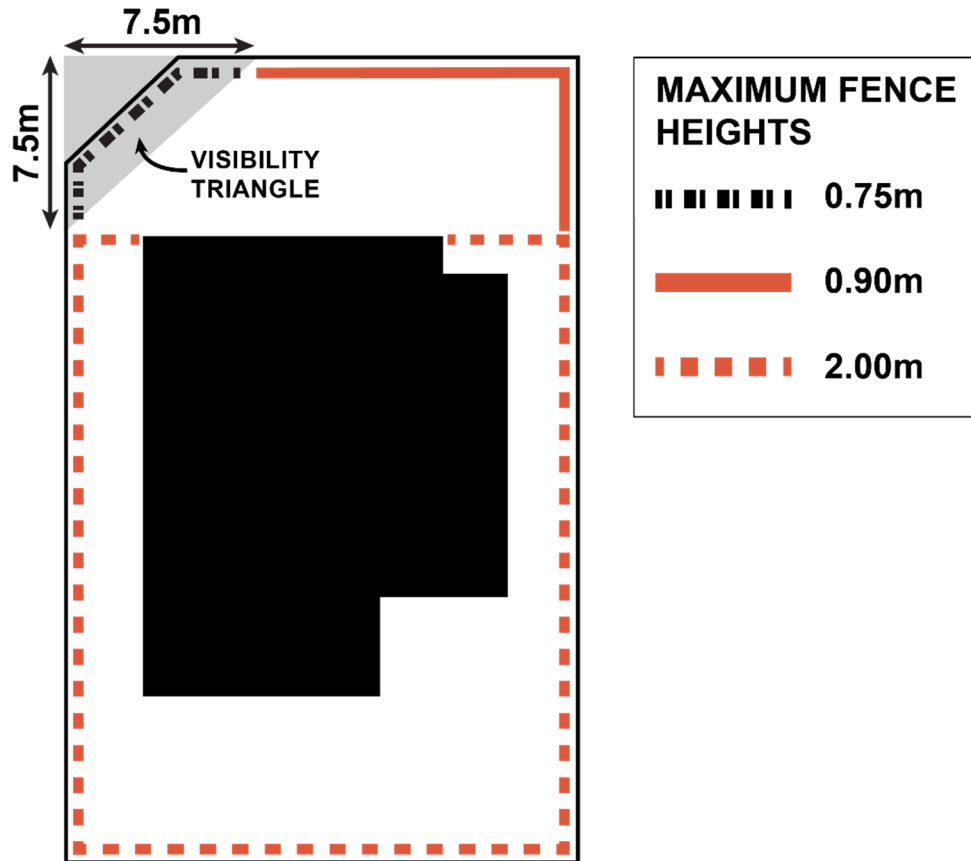 7.5m
7.5m
VISIBILITY
TRIANGLE
MAXIMUM FENCE
HEIGHTS
0.75m
0.90m
2.00m